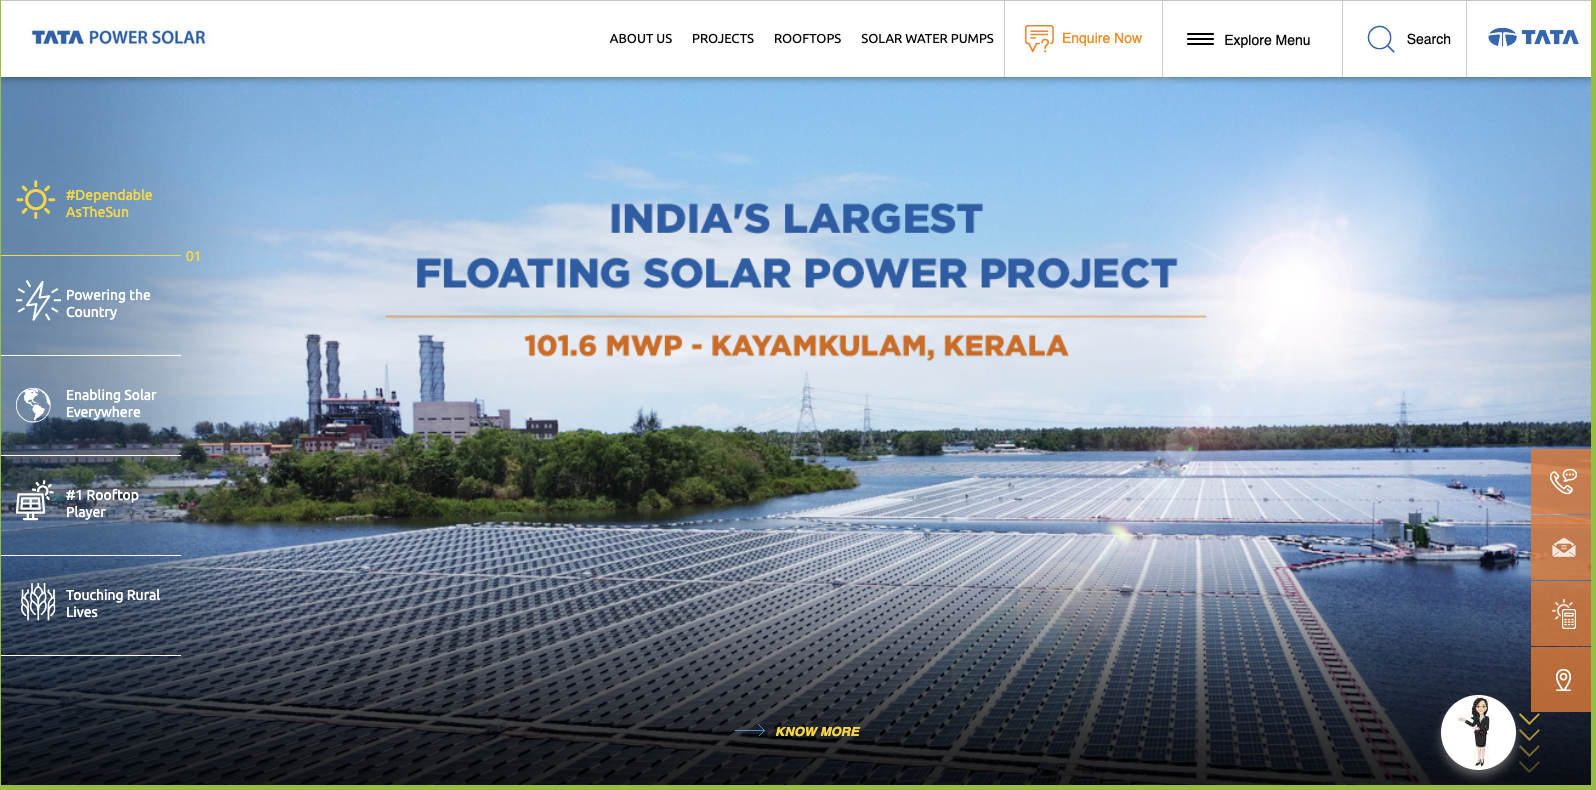 TATA POWER SOLAR
ABOUT US
PROJECTS
ROOFTOPS
SOLAR WATER PUMPS
Enquire Now
Explore Menu
Search
TATA
#Dependable
AsTheSun
01
Powering the
Country
Enabling Solar
Everywhere
#1 Rooftop
Player
Touching Rural
Lives
INDIA'S LARGEST
FLOATING SOLAR POWER PROJECT
101.6 MWP - KAYAMKULAM, KERALA
KNOW MORE